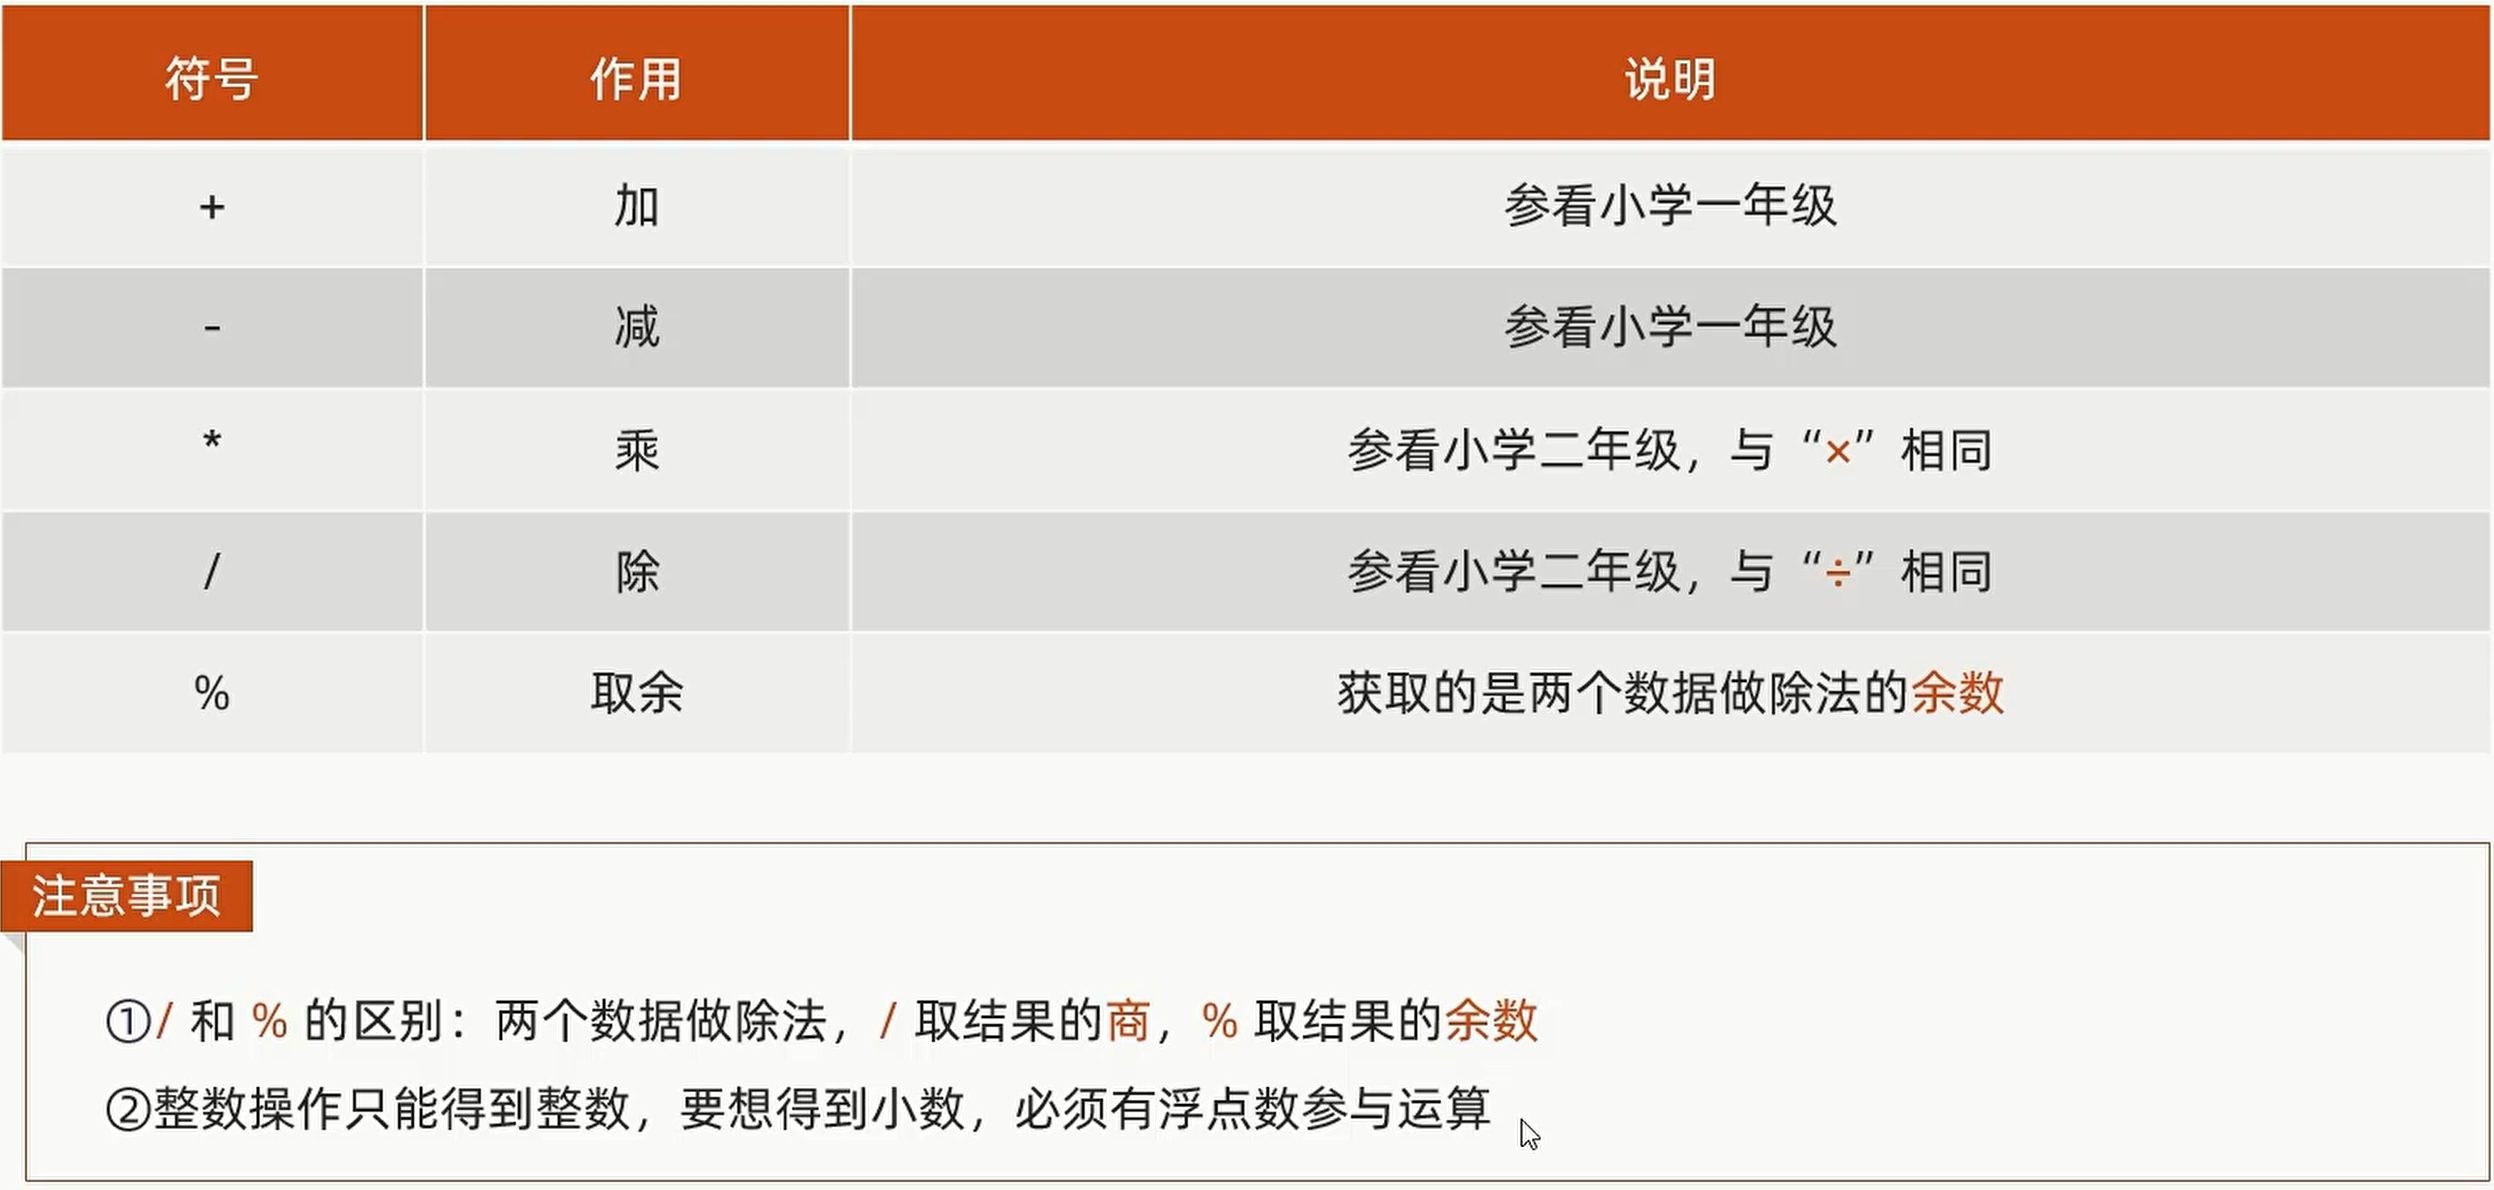 符号 作用 说明
+ 加 参看小学一年级
- 减 参看小学一年级
* 乘 参看小学二年级，与“×”相同
/ 除 参看小学二年级，与“÷”相同
% 取余 获取的是两个数据做除法的余数
注意事项
①/ 和 % 的区别：两个数据做除法，/ 取结果的商，% 取结果的余数
②整数操作只能得到整数，要想得到小数，必须有浮点数参与运算